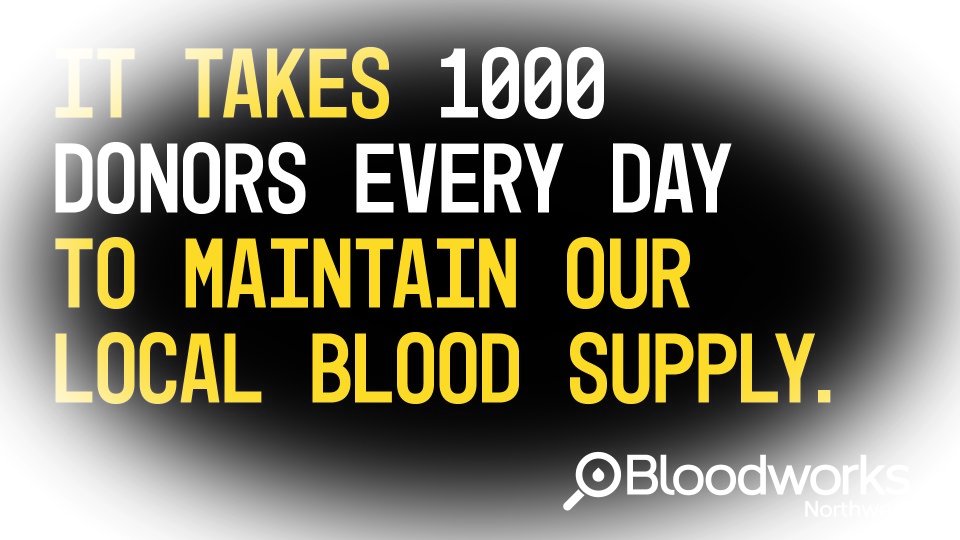 IT TAKES 1000
DONORS EVERY DAY
TO MAINTAIN OUR
LOCAL BLOOD SUPPLY.
Bloodworks